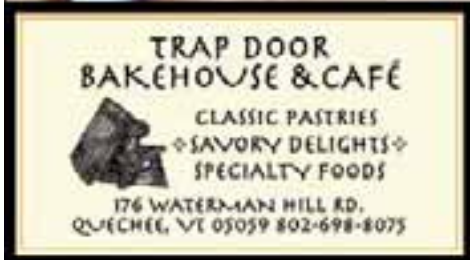 TRAP DOOR
BAKEHOUSE & CAFÉ
CLASSIC PASTRIES
❖SAVORY DELIGHTS❖
SPECIALTY FOODS
176 WATERMAN HILL RD.
QUECHEE, VT 05059 802-698-8075